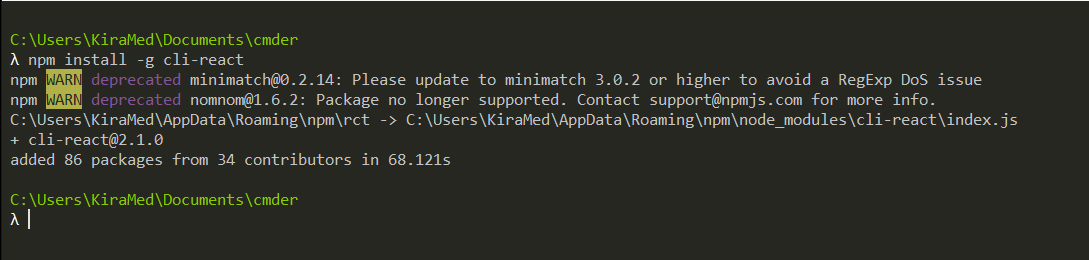 C:\Users\KiraMed\Documents\cmder
λ npm install -g cli-react
npm WARN deprecated minimatch@0.2.14: Please update to minimatch 3.0.2 or higher to avoid a RegExp DoS issue
npm WARN deprecated nomnom@1.6.2: Package no longer supported. Contact support@npmjs.com for more info.
C:\Users\KiraMed\AppData\Roaming\npm\rct -> C:\Users\KiraMed\AppData\Roaming\npm\node_modules\cli-react\index.js
+ cli-react@2.1.0
added 86 packages from 34 contributors in 68.121s
C:\Users\KiraMed\Documents\cmder
λ